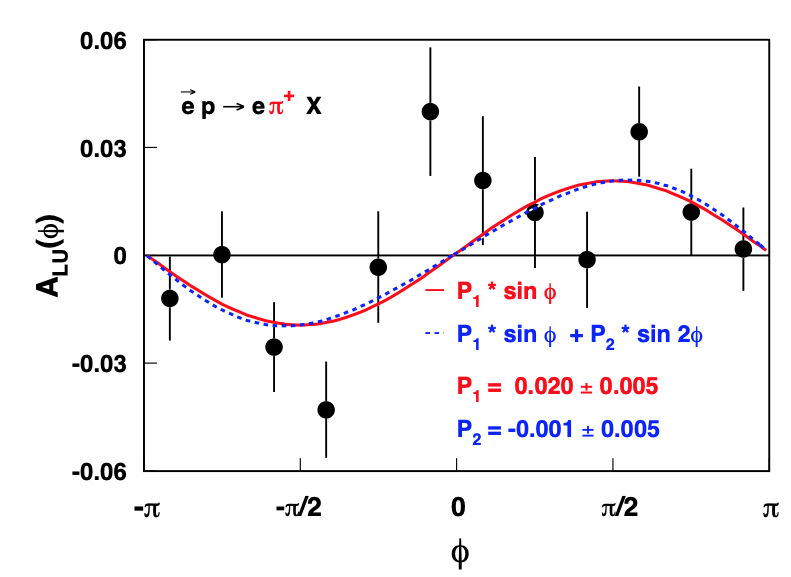 0.06
0.03
0
-0.03
-0.06
A_LU(ϕ)
e⃗ p → e π⁺ X
P₁ * sin ϕ
P₁ * sin ϕ + P₂ * sin 2ϕ
P₁ = 0.020 ± 0.005
P₂ = -0.001 ± 0.005
-π -π/2 0 π/2 π
ϕ